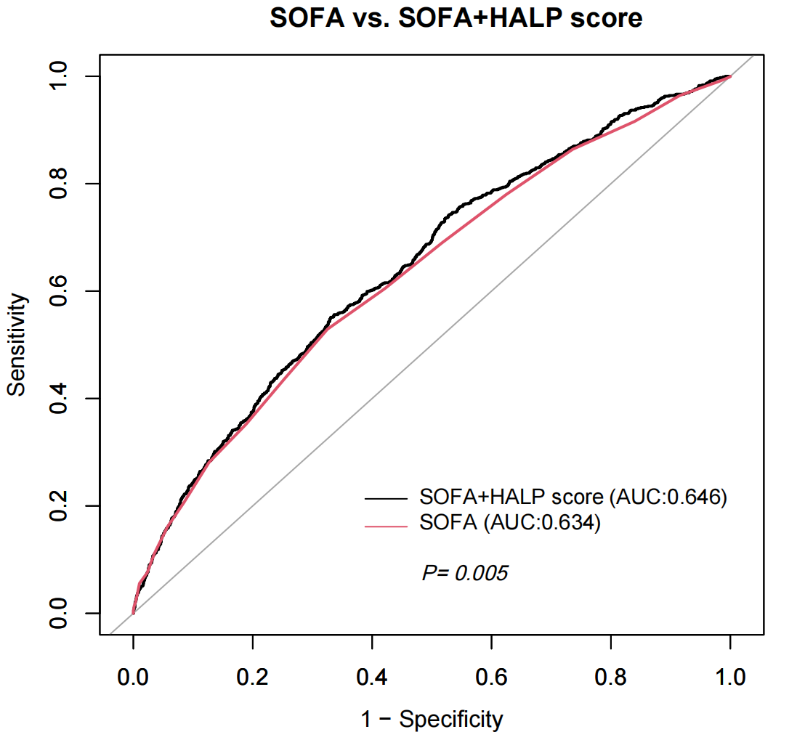 SOFA vs. SOFA+HALP score
1.0
0.8
0.6
0.4
0.2
0.0
Sensitivity
SOFA+HALP score (AUC:0.646)
SOFA (AUC:0.634)
P= 0.005
0.0 0.2 0.4 0.6 0.8 1.0
1 − Specificity